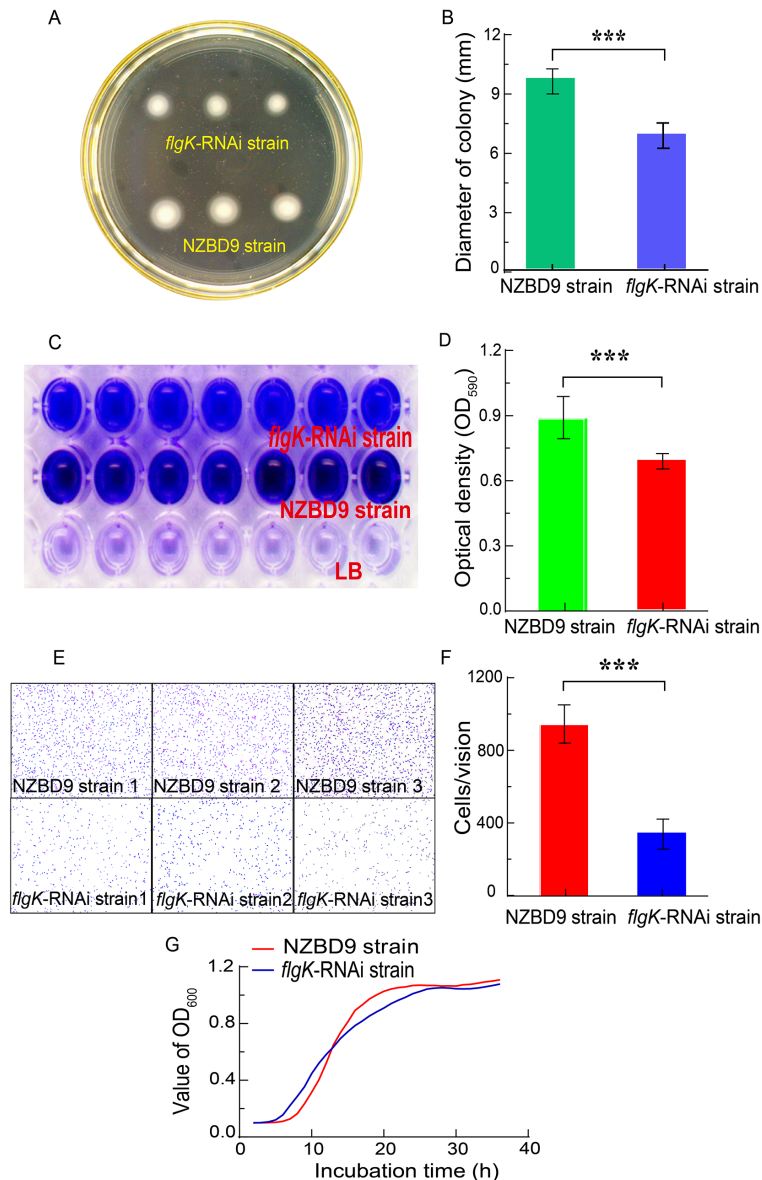 A
flgK-RNAi strain
NZBD9 strain
B
***
Diameter of colony (mm)
12
9
6
3
0
NZBD9 strain flgK-RNAi strain
C
flgK-RNAi strain
NZBD9 strain
LB
D
***
Optical density (OD590)
1.2
0.9
0.6
0.3
0.0
NZBD9 strain flgK-RNAi strain
E
NZBD9 strain 1 NZBD9 strain 2 NZBD9 strain 3
flgK-RNAi strain1 flgK-RNAi strain2 flgK-RNAi strain3
F
***
Cells/vision
1200
800
400
0
NZBD9 strain flgK-RNAi strain
G
NZBD9 strain
flgK-RNAi strain
Value of OD600
1.2
0.8
0.4
0.0
0 10 20 30 40
Incubation time (h)